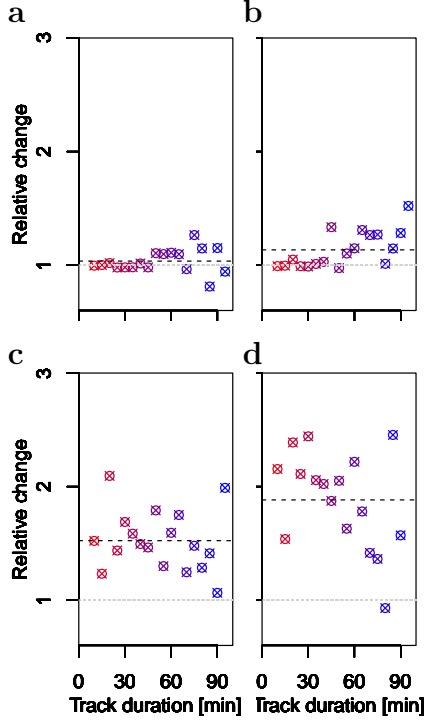 a b
3
2
1
Relative change
c d
3
2
1
Relative change
0 30 60 90 0 30 60 90
Track duration [min] Track duration [min]